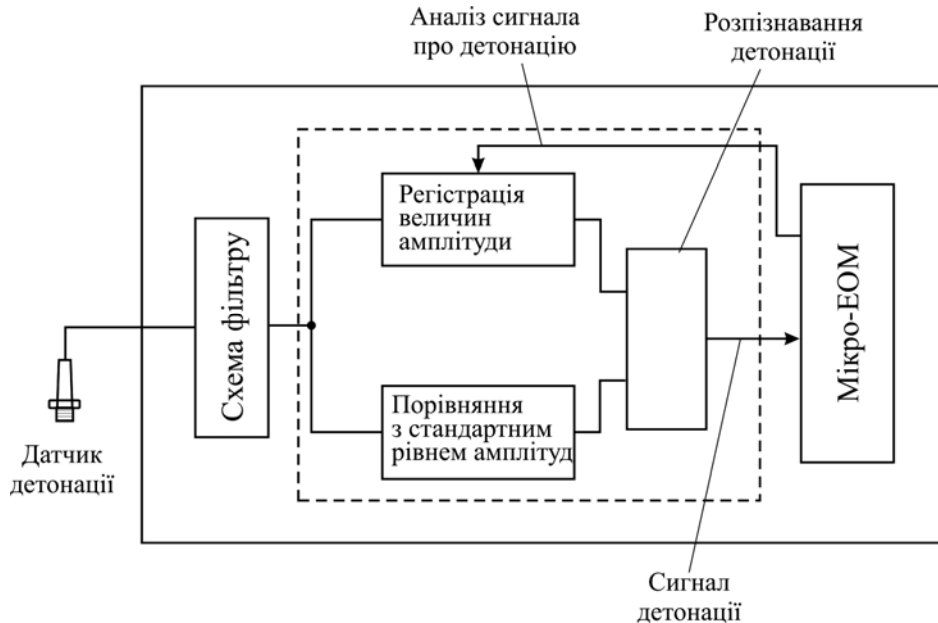 Аналіз сигнала
про детонацію
Розпізнавання
детонації
Регістрація
величин
амплітуди
Схема фільтру
Мікро-ЕОМ
Порівняння
з стандартним
рівнем амплітуд
Датчик
детонації
Сигнал
детонації